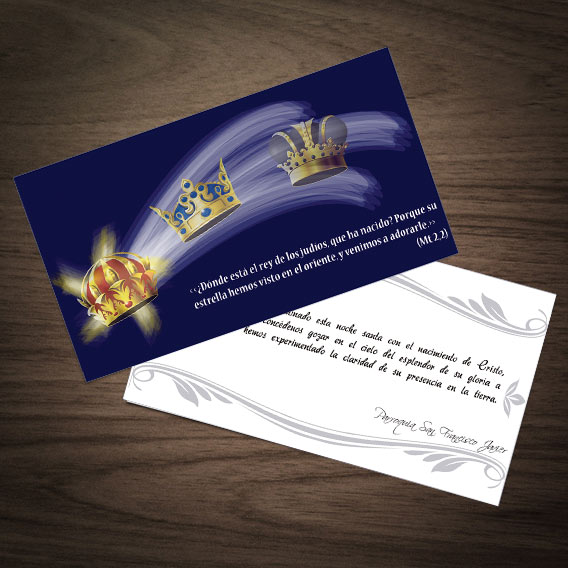 ‹‹¿Donde está el rey de los judíos, que ha nacido? Porque su
estrella hemos visto en el oriente, y venimos a adorarle.››
(Mt. 2,2)
esta noche santa con el nacimiento de Cristo,
concédenos gozar en el cielo del esplendor de su gloria a
hemos experimentado la claridad de su presencia en la tierra.
Parroquia San Francisco Javier